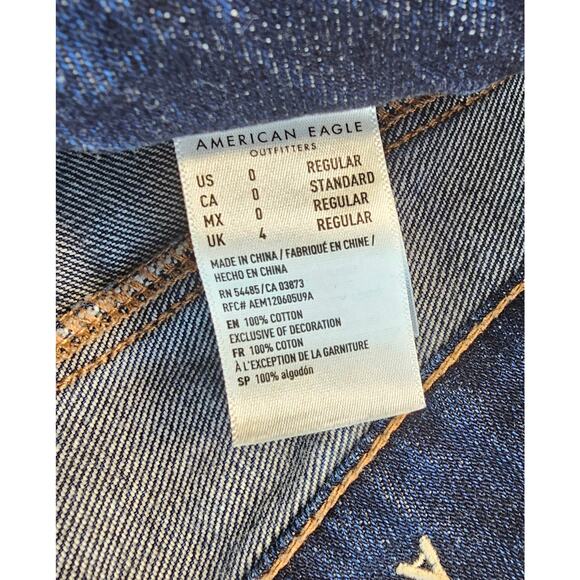 AMERICAN EAGLE
OUTFITTERS
US 0 REGULAR
CA 0 STANDARD
MX 0 REGULAR
UK 4 REGULAR
MADE IN CHINA / FABRIQUÉ EN CHINE /
HECHO EN CHINA
RN 54485 / CA 03873
RFC# AEM120605U9A
EN 100% COTTON
EXCLUSIVE OF DECORATION
FR 100% COTON
À L'EXCEPTION DE LA GARNITURE
SP 100% algodón
A